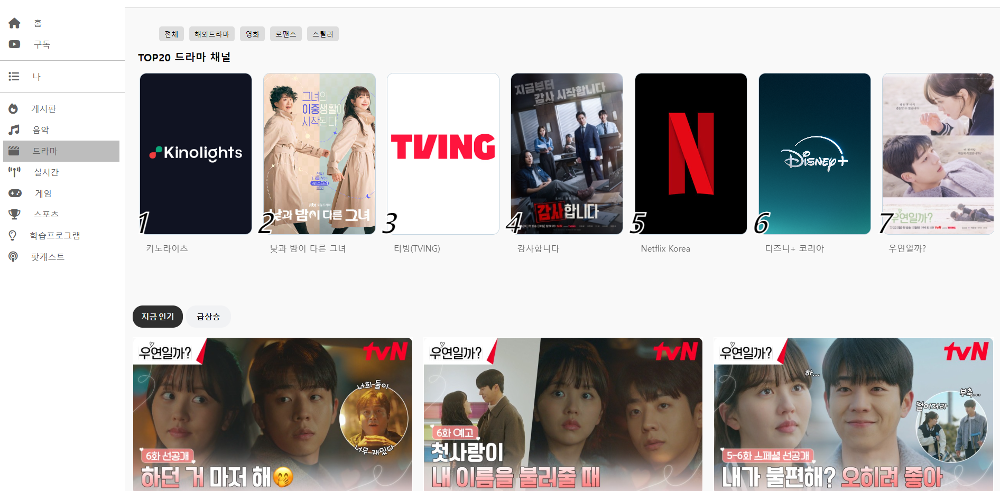 홈
구독
나
게시판
음악
드라마
실시간
게임
스포츠
学습프로그램
팟캐스트
전체
해외드라마
영화
로맨스
스릴러
TOP20 드라마 채널
Kinolights
1
키노라이츠
그녀의
이중생활이
시작된다
낮과 밤이 다른 그녀
2
낮과 밤이 다른 그녀
TVING
3
티빙(TVING)
지금부터
감사 시작합니다
감사합니다
4
감사합니다
N
5
Netflix Korea
Disney+
6
디즈니+ 코리아
우연일까?
7
우연일까?
지금 인기
급상승
우연일까?
tvN
너희 둘이
너무 재밌다
6화 선공개
하던 거 마저 해🤭
우연일까?
tvN
6화 예고
첫사랑이
내 이름을 불러줄 때
우연일까?
tvN
하...
부축...
떨어져라
5-6화 스페셜 선공개
내가 불편해? 오히려 좋아